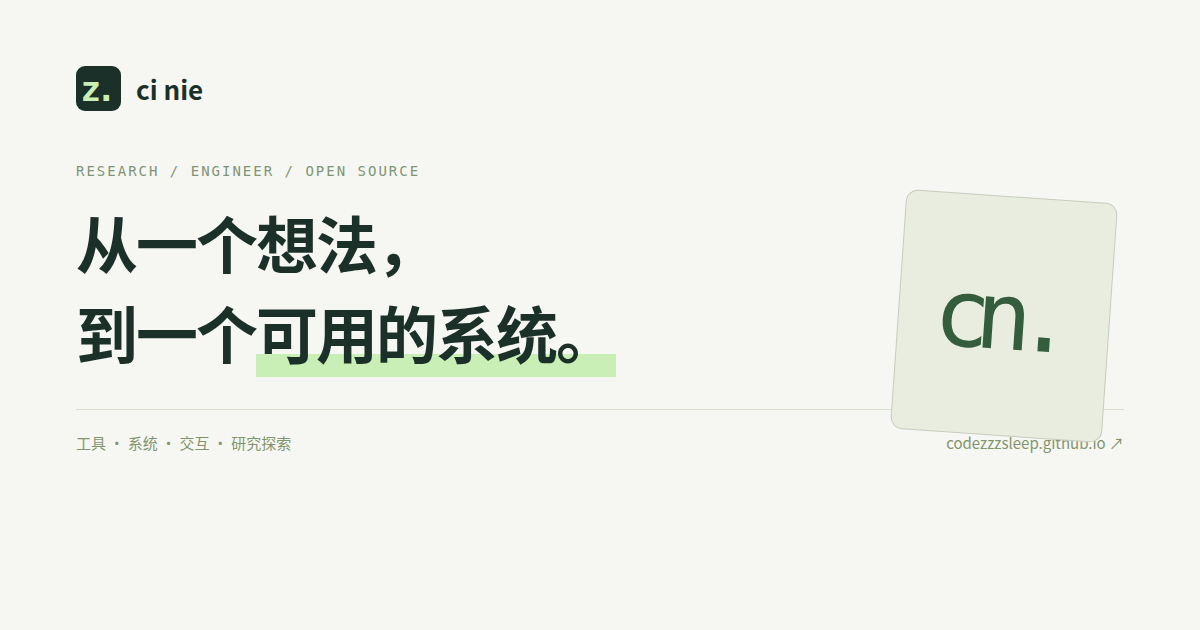 z.
ci nie
RESEARCH / ENGINEER / OPEN SOURCE
从一个想法，
到一个可用的系统。
cn.
工具 · 系统 · 交互 · 研究探索
codezzzsleep.github.io ↗